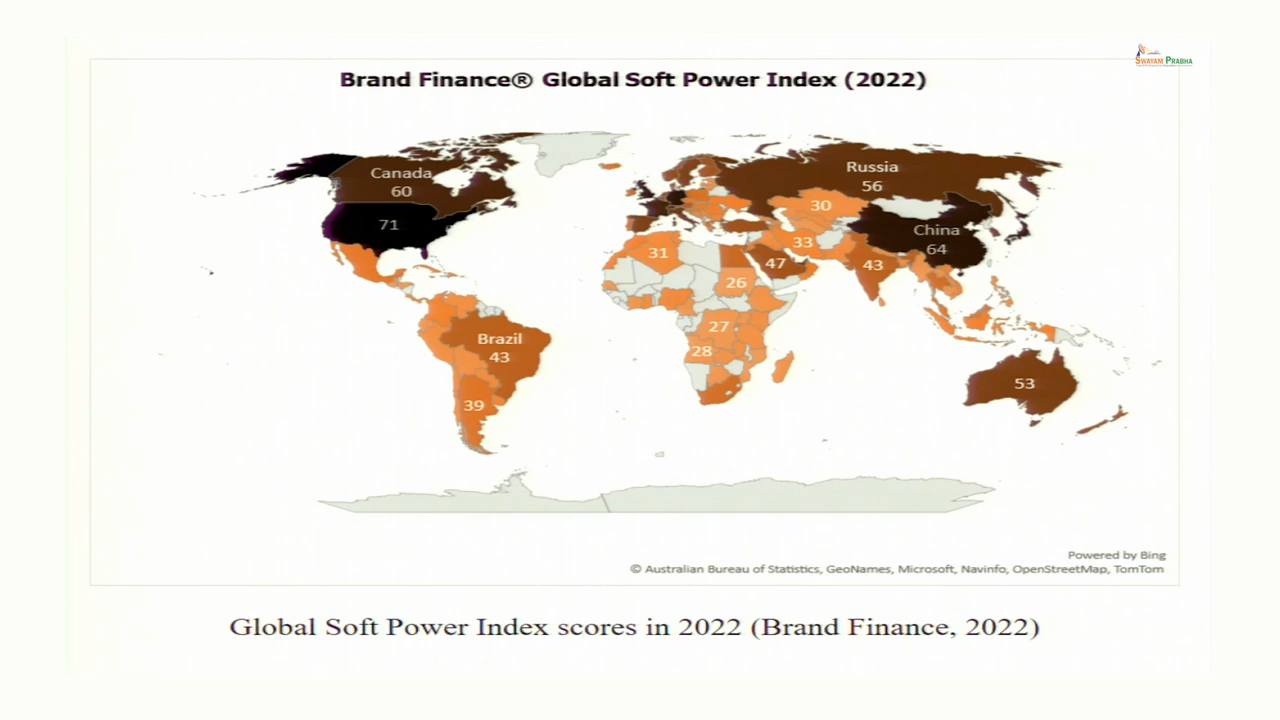 SWAYAM PRABHA
Brand Finance® Global Soft Power Index (2022)
Canada
60
Russia
56
71
30
China
64
31
33
47
43
26
27
Brazil
43
28
53
39
Powered by Bing
© Australian Bureau of Statistics, GeoNames, Microsoft, Navinfo, OpenStreetMap, TomTom
Global Soft Power Index scores in 2022 (Brand Finance, 2022)